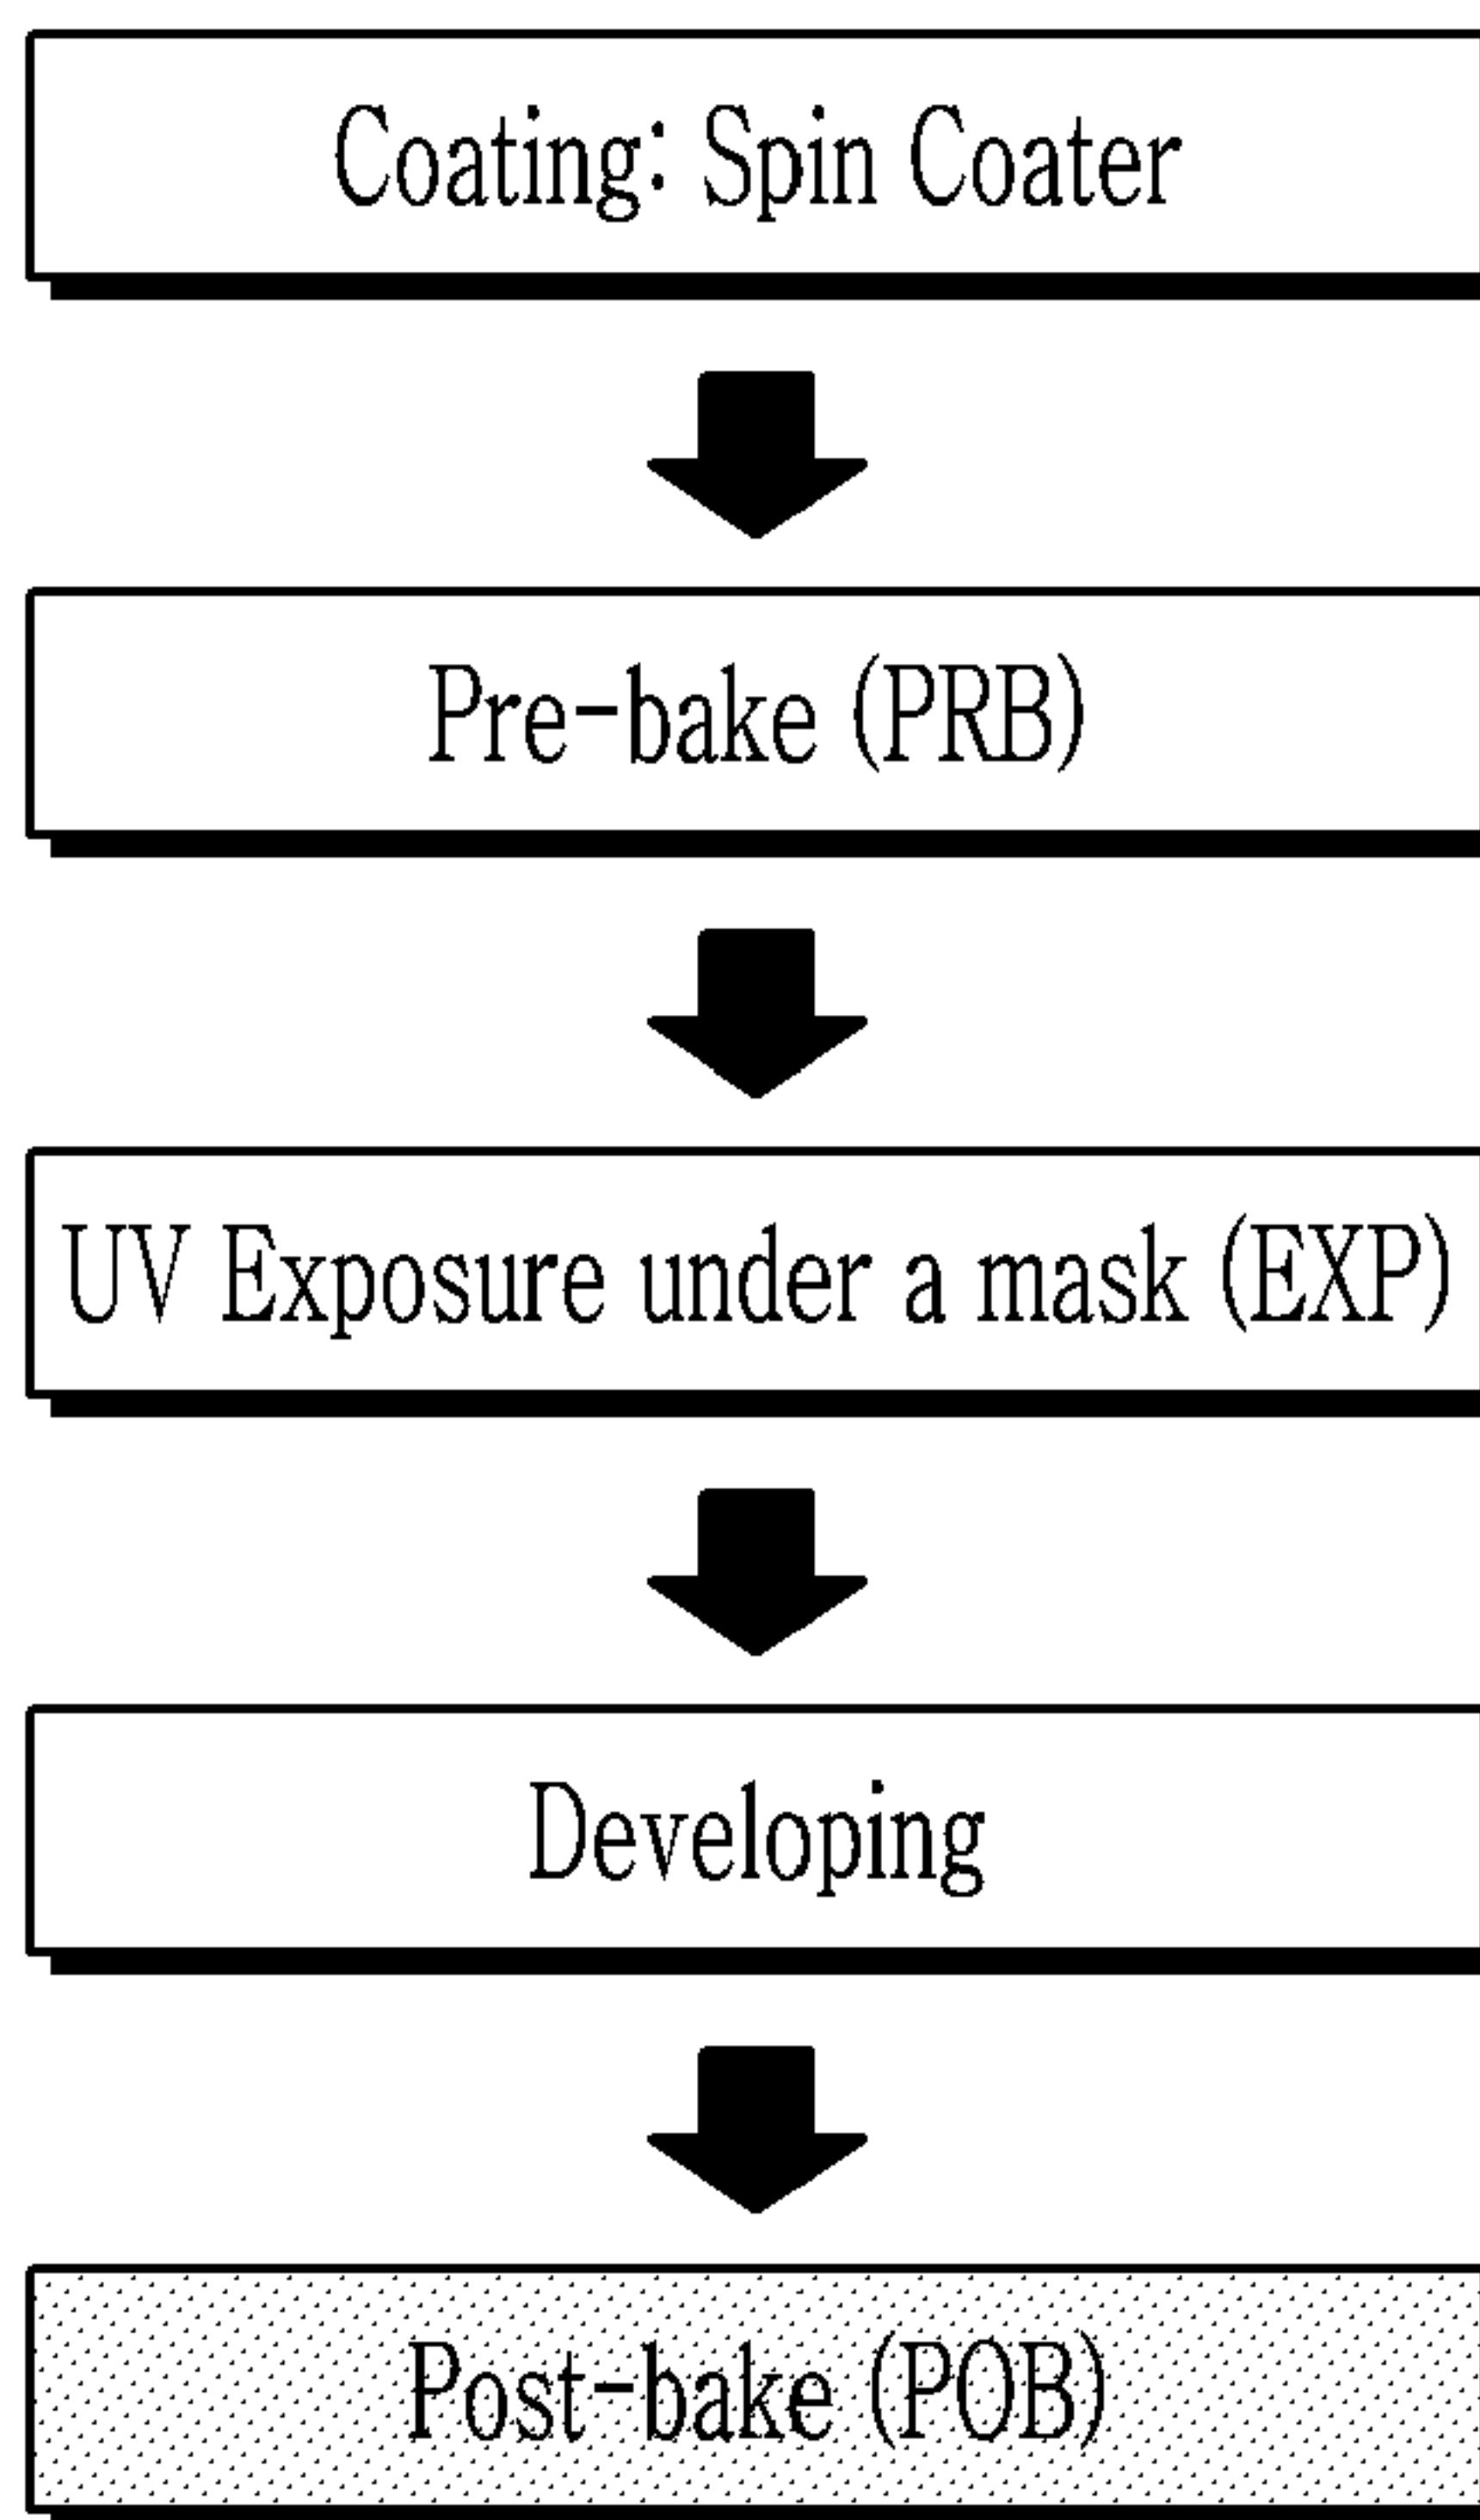 Coating: Spin Coater
Pre-bake (PRB)
UV Exposure under a mask (EXP)
Developing
Post-bake (POB)